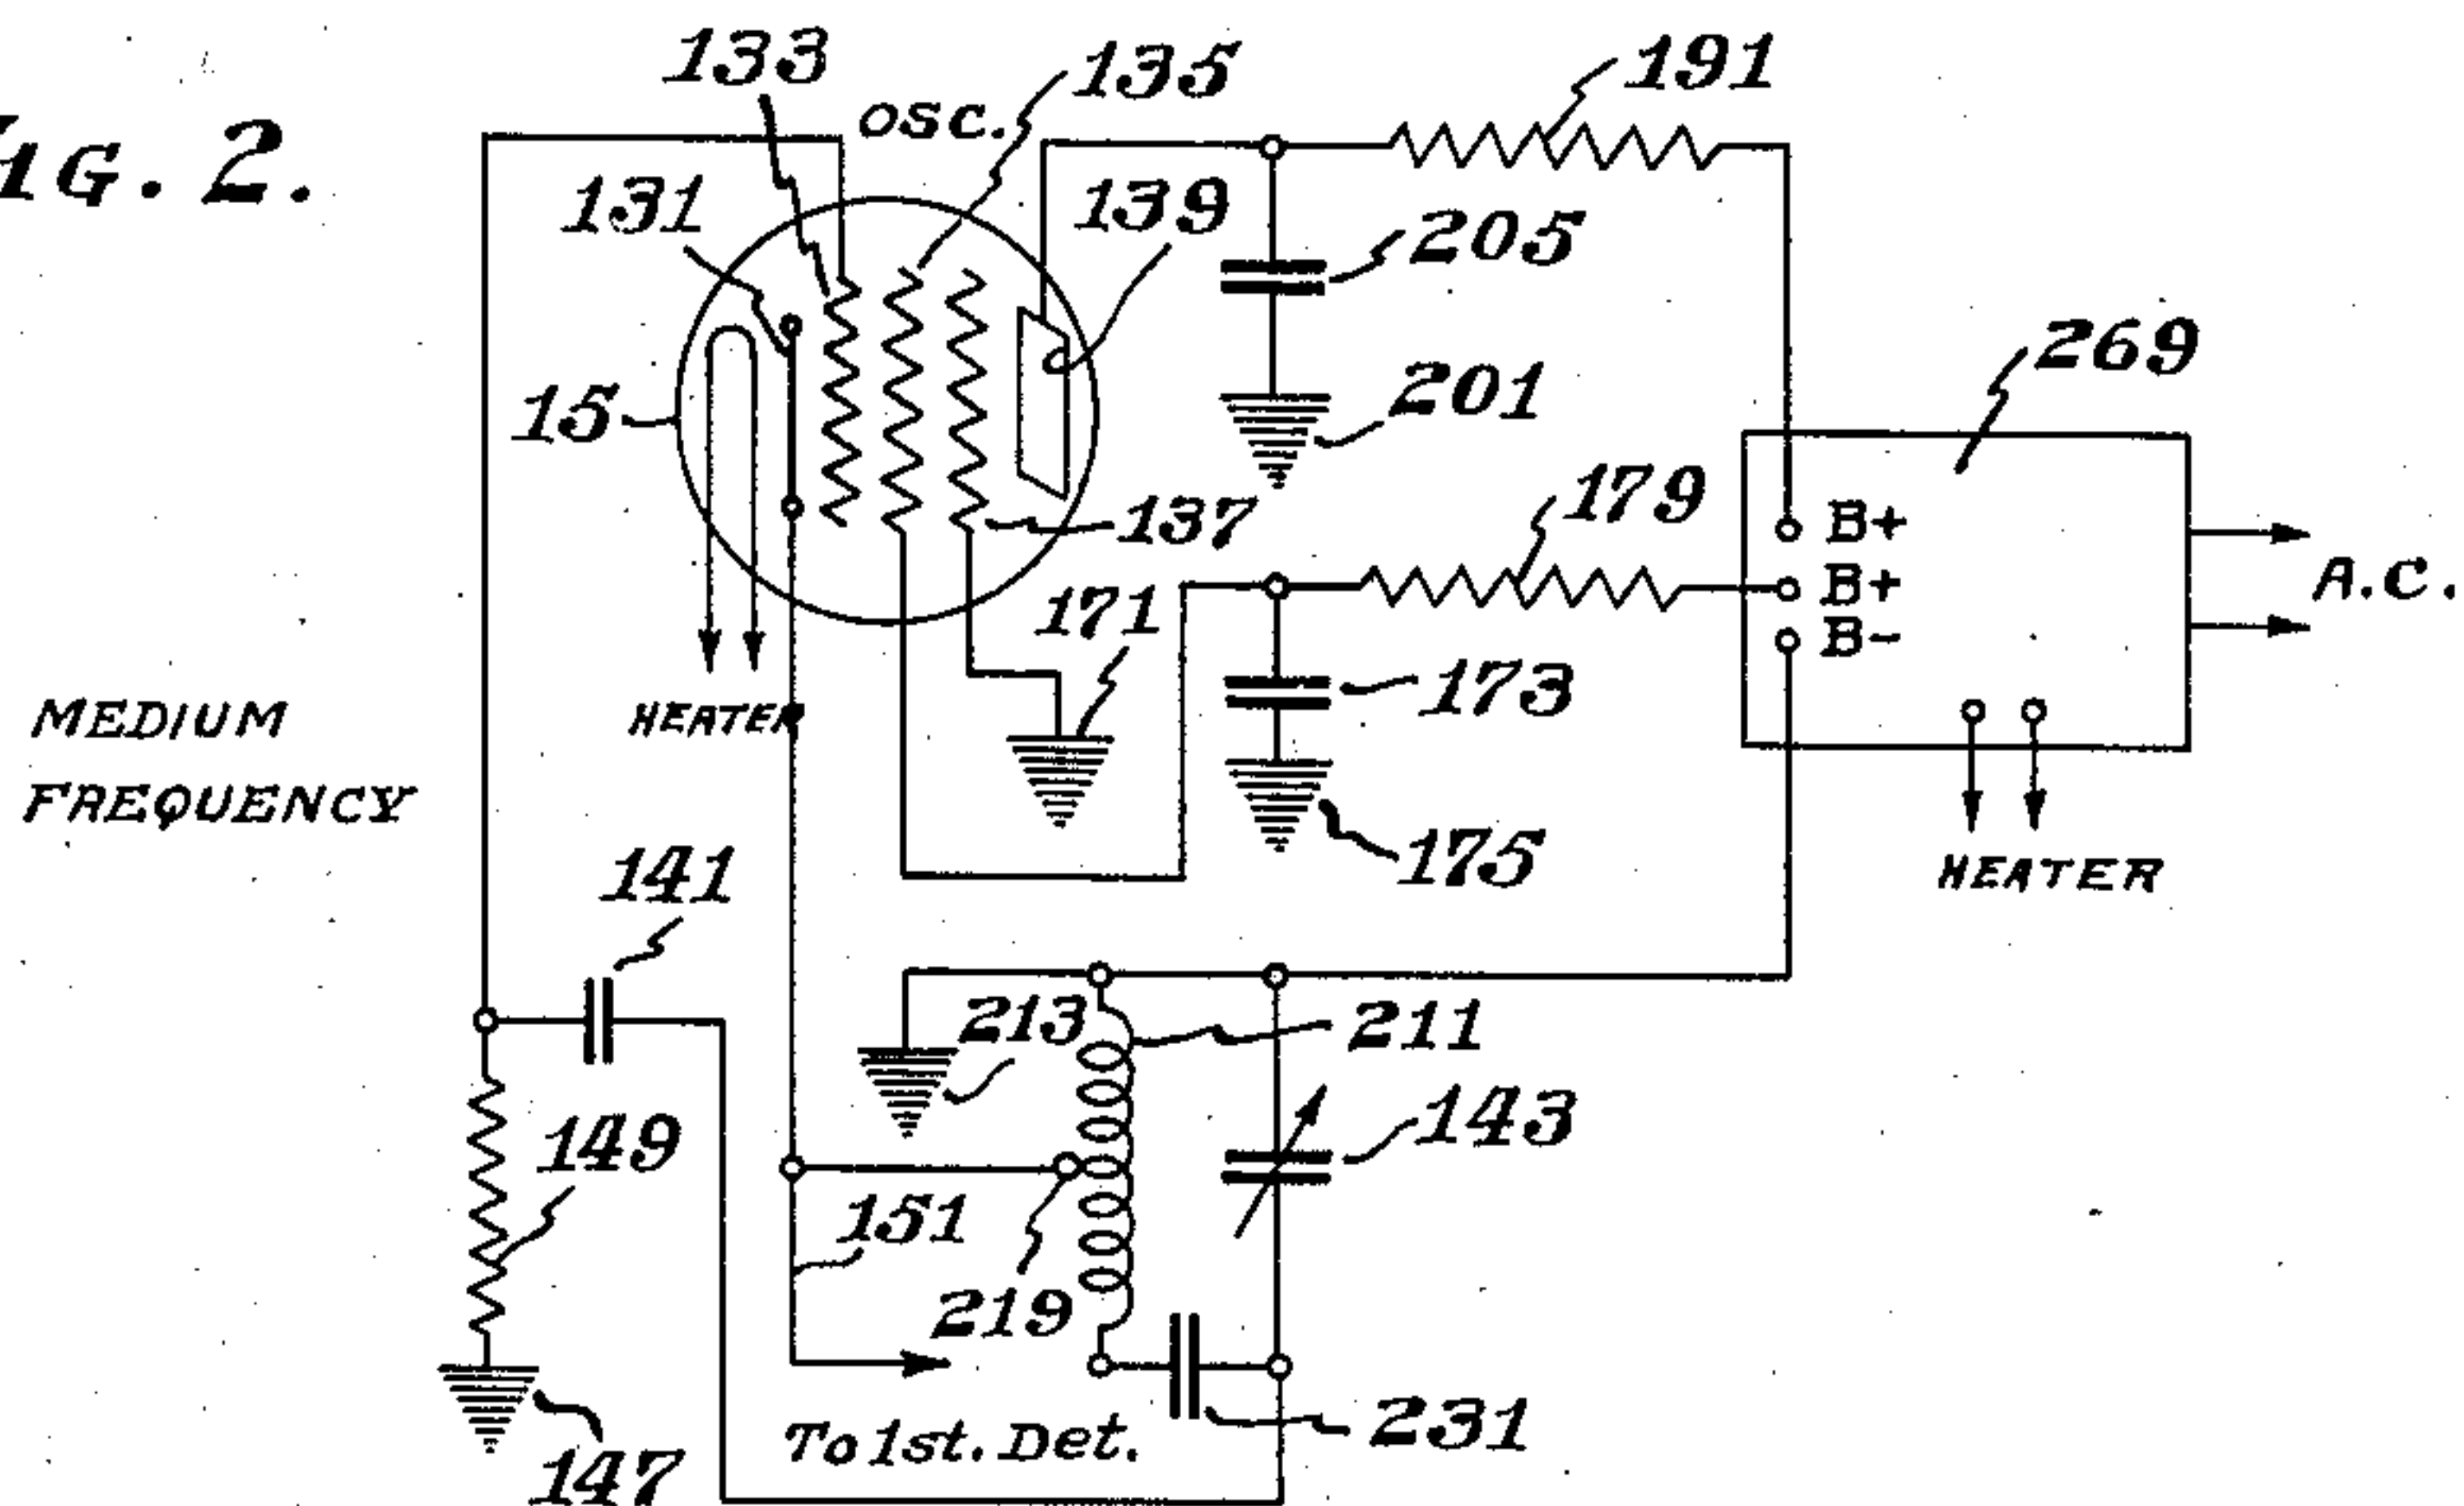 133
135
191
OSC.
IG. 2.
131
139
205
269
15
201
179
137
B+
B+
A.C.
171
B-
173
MEDIUM
HEATER
FREQUENCY
175
141
HEATER
213
211
143
149
151
219
To 1st. Det.
231
147